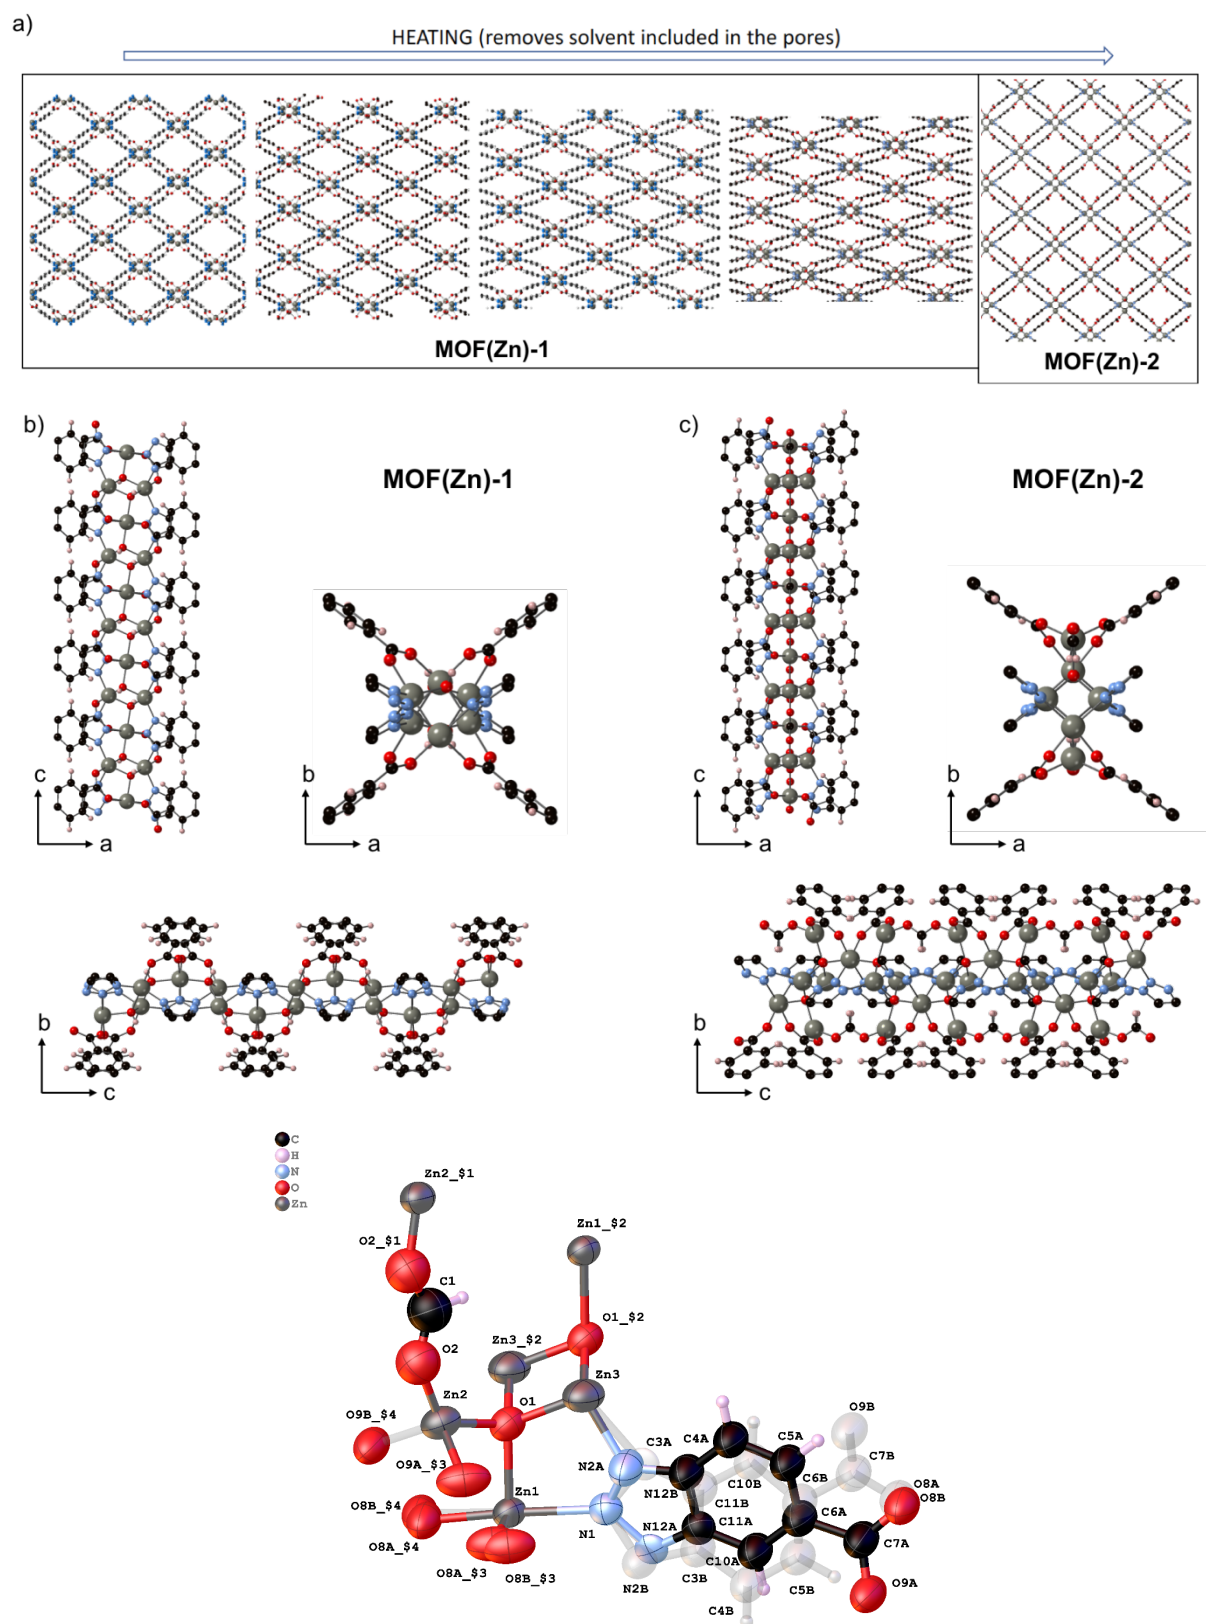 a)
HEATING (removes solvent included in the pores)
MOF(Zn)-1
MOF(Zn)-2
b)
c)
MOF(Zn)-1
MOF(Zn)-2
c
a
b
a
c
a
b
a
b
c
b
c
C
H
N
O
Zn
Zn2_$1
Zn1_$2
O2_$1
C1
O1_$2
Zn3_$2
O2
Zn3
Zn2
O1
O9B_$4
O9A_$3
C3A
C4A
C5A
O9B
N2A
C10B
C6B
C7B
N12B
O8A
O8B
C11B
Zn1
O8B_$4
N1
N12A
C11A
C6A
O8A_$4
C7A
O8A_$3
O8B_$3
C10A
N2B
C3B
C5B
O9A
C4B